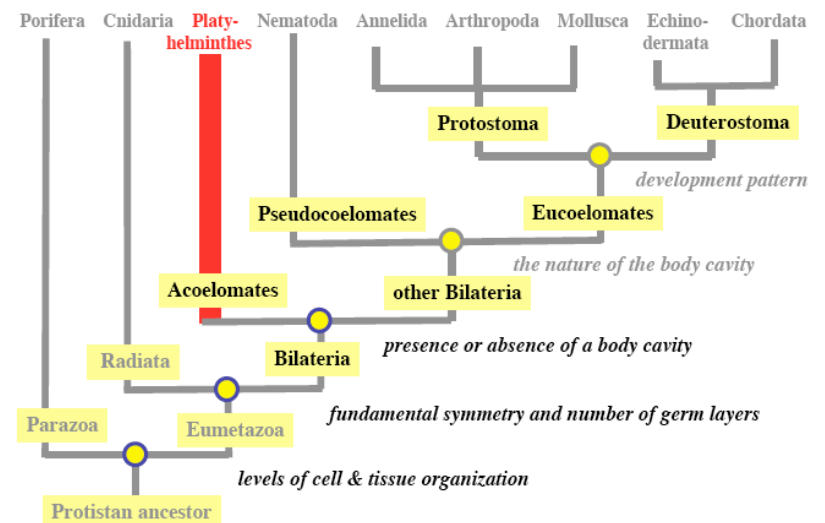 Porifera Cnidaria Platy- Nematoda Annelida Arthropoda Mollusca Echino- Chordata
helminthes dermata
Protostoma Deuterostoma
development pattern
Pseudocoelomates Eucoelomates
the nature of the body cavity
Acoelomates other Bilateria
presence or absence of a body cavity
Radiata Bilateria
fundamental symmetry and number of germ layers
Parazoa Eumetazoa
levels of cell & tissue organization
Protistan ancestor